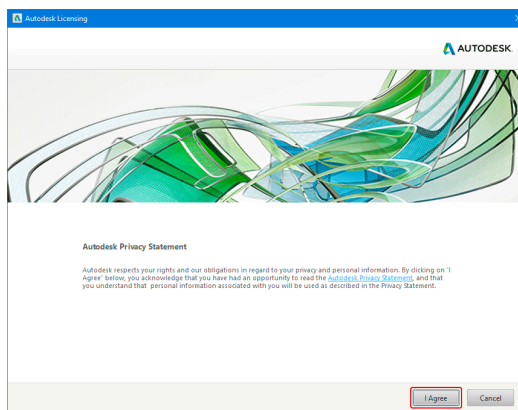 Autodesk Licensing
AUTODESK.
Autodesk Privacy Statement
Autodesk respects your rights and our obligations in regard to your privacy and personal information. By clicking on 'I
Agree' below, you acknowledge that you have had an opportunity to read the Autodesk Privacy Statement, and that
you understand that personal information associated with you will be used as described in the Privacy Statement.
I Agree Cancel